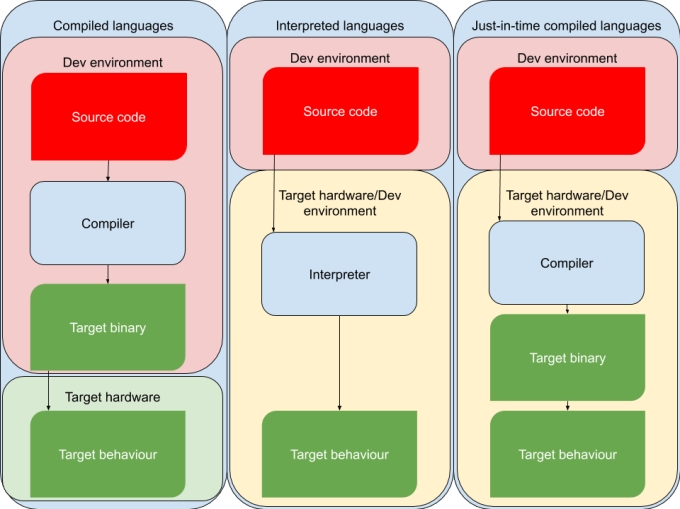 Compiled languages
Dev environment
Source code
Compiler
Target binary
Target hardware
Target behaviour
Interpreted languages
Dev environment
Source code
Target hardware/Dev
environment
Interpreter
Target behaviour
Just-in-time compiled languages
Dev environment
Source code
Target hardware/Dev
environment
Compiler
Target binary
Target behaviour